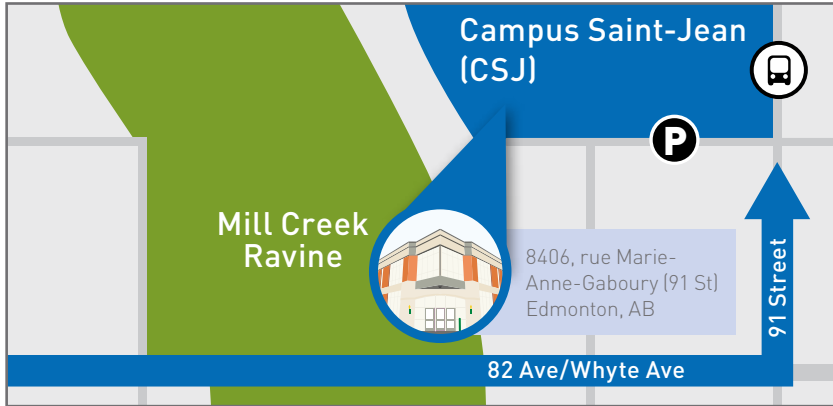 Campus Saint-Jean
(CSJ)
P
Mill Creek
Ravine
8406, rue Marie-
Anne-Gaboury (91 St)
Edmonton, AB
91 Street
82 Ave/Whyte Ave